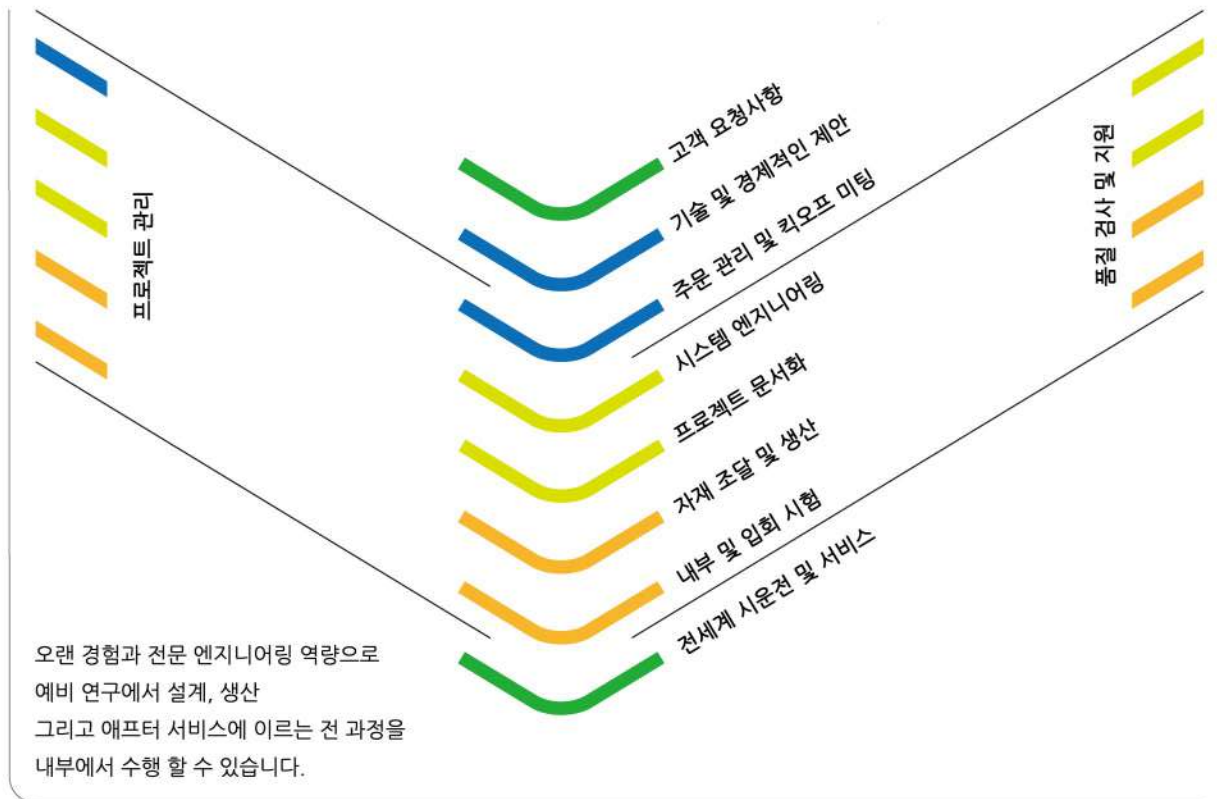 고객 요청사항
기술 및 경제적인 제안
주문 관리 및 킥오프 미팅
시스템 엔지니어링
프로젝트 문서화
자재 조달 및 생산
내부 및 입회 시험
전세계 시운전 및 서비스
프로젝트 관리
품질 검사 및 지원
오랜 경험과 전문 엔지니어링 역량으로
예비 연구에서 설계, 생산
그리고 애프터 서비스에 이르는 전 과정을
내부에서 수행 할 수 있습니다.